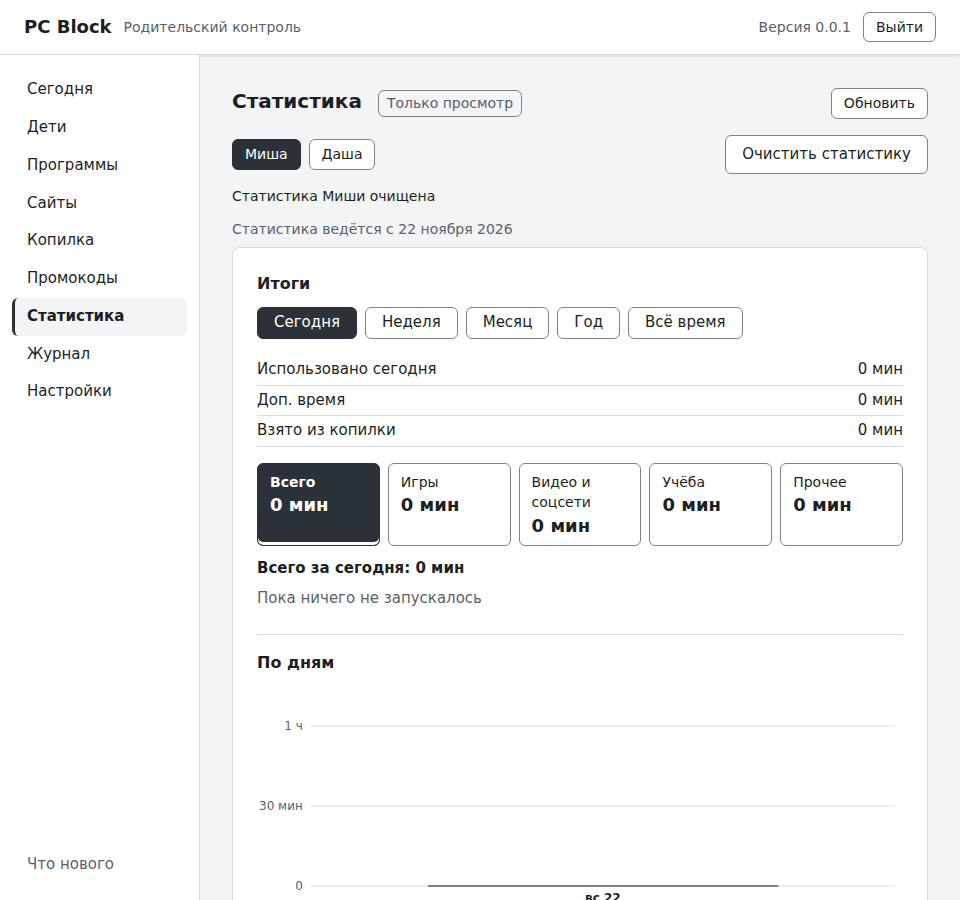 PC Block Родительский контроль Версия 0.0.1 Выйти
Сегодня
Дети
Программы
Сайты
Копилка
Промокоды
Статистика
Журнал
Настройки
Что нового
Статистика Только просмотр Обновить
Миша Даша Очистить статистику
Статистика Миши очищена
Статистика ведётся с 22 ноября 2026
Итоги
Сегодня Неделя Месяц Год Всё время
Использовано сегодня 0 мин
Доп. время 0 мин
Взято из копилки 0 мин
Всего
0 мин
Игры
0 мин
Видео и
соцсети
0 мин
Учёба
0 мин
Прочее
0 мин
Всего за сегодня: 0 мин
Пока ничего не запускалось
По дням
1 ч
30 мин
0
вс 22